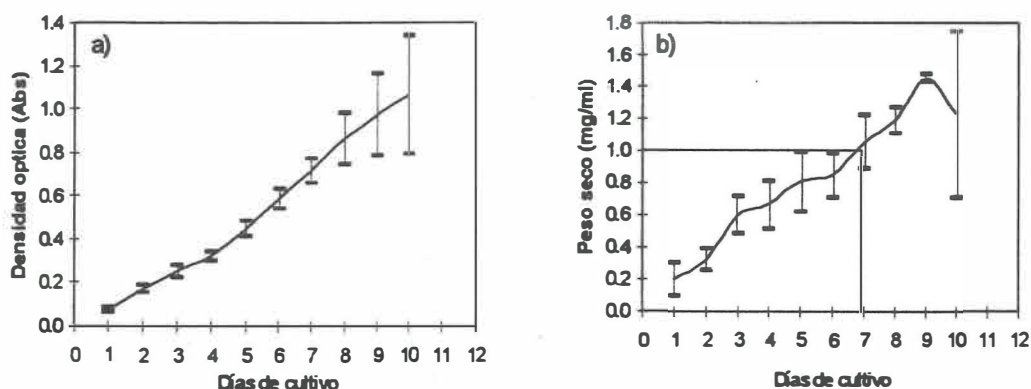 a)
Densidad optica (Abs)
1.4
1.2
1.0
0.8
0.6
0.4
0.2
0.0
0 1 2 3 4 5 6 7 8 9 10 11 12
Días de cultivo
b)
Peso seco (mg/ml)
1.8
1.6
1.4
1.2
1.0
0.8
0.6
0.4
0.2
0.0
0 1 2 3 4 5 6 7 8 9 10 11 12
Días de cultivo